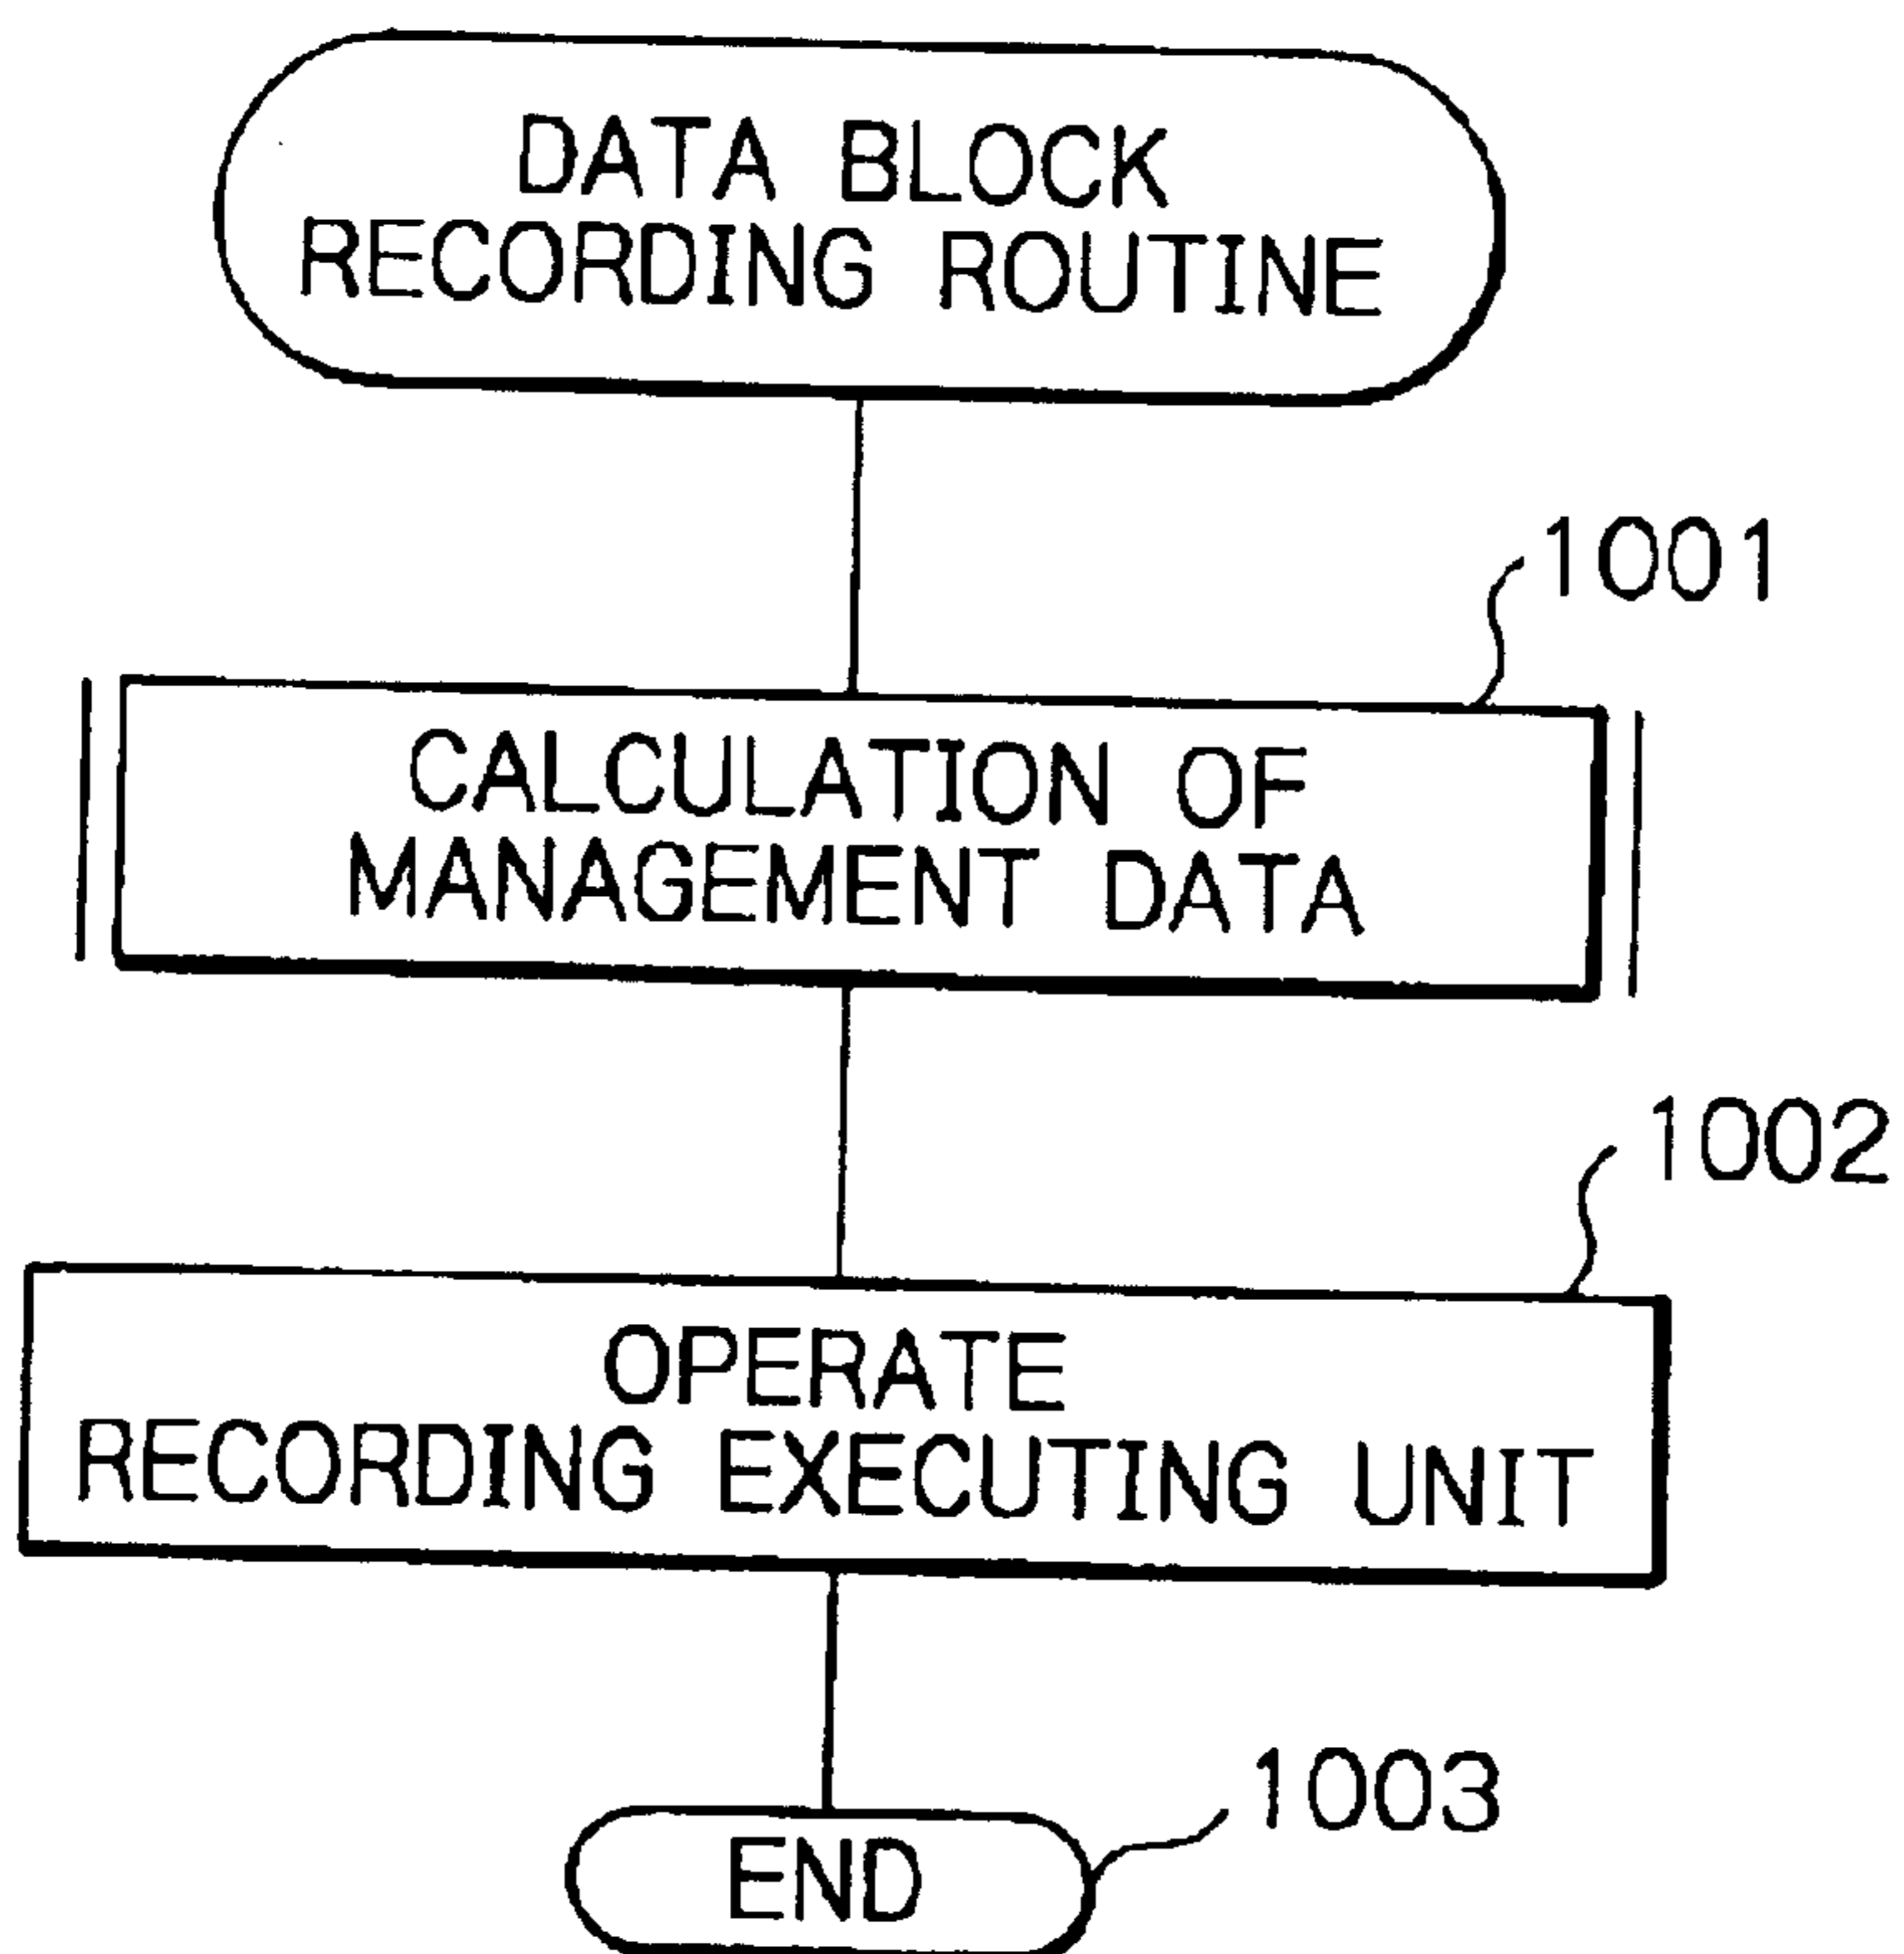 DATA BLOCK
RECORDING ROUTINE
1001
CALCULATION OF
MANAGEMENT DATA
1002
OPERATE
RECORDING EXECUTING UNIT
1003
END